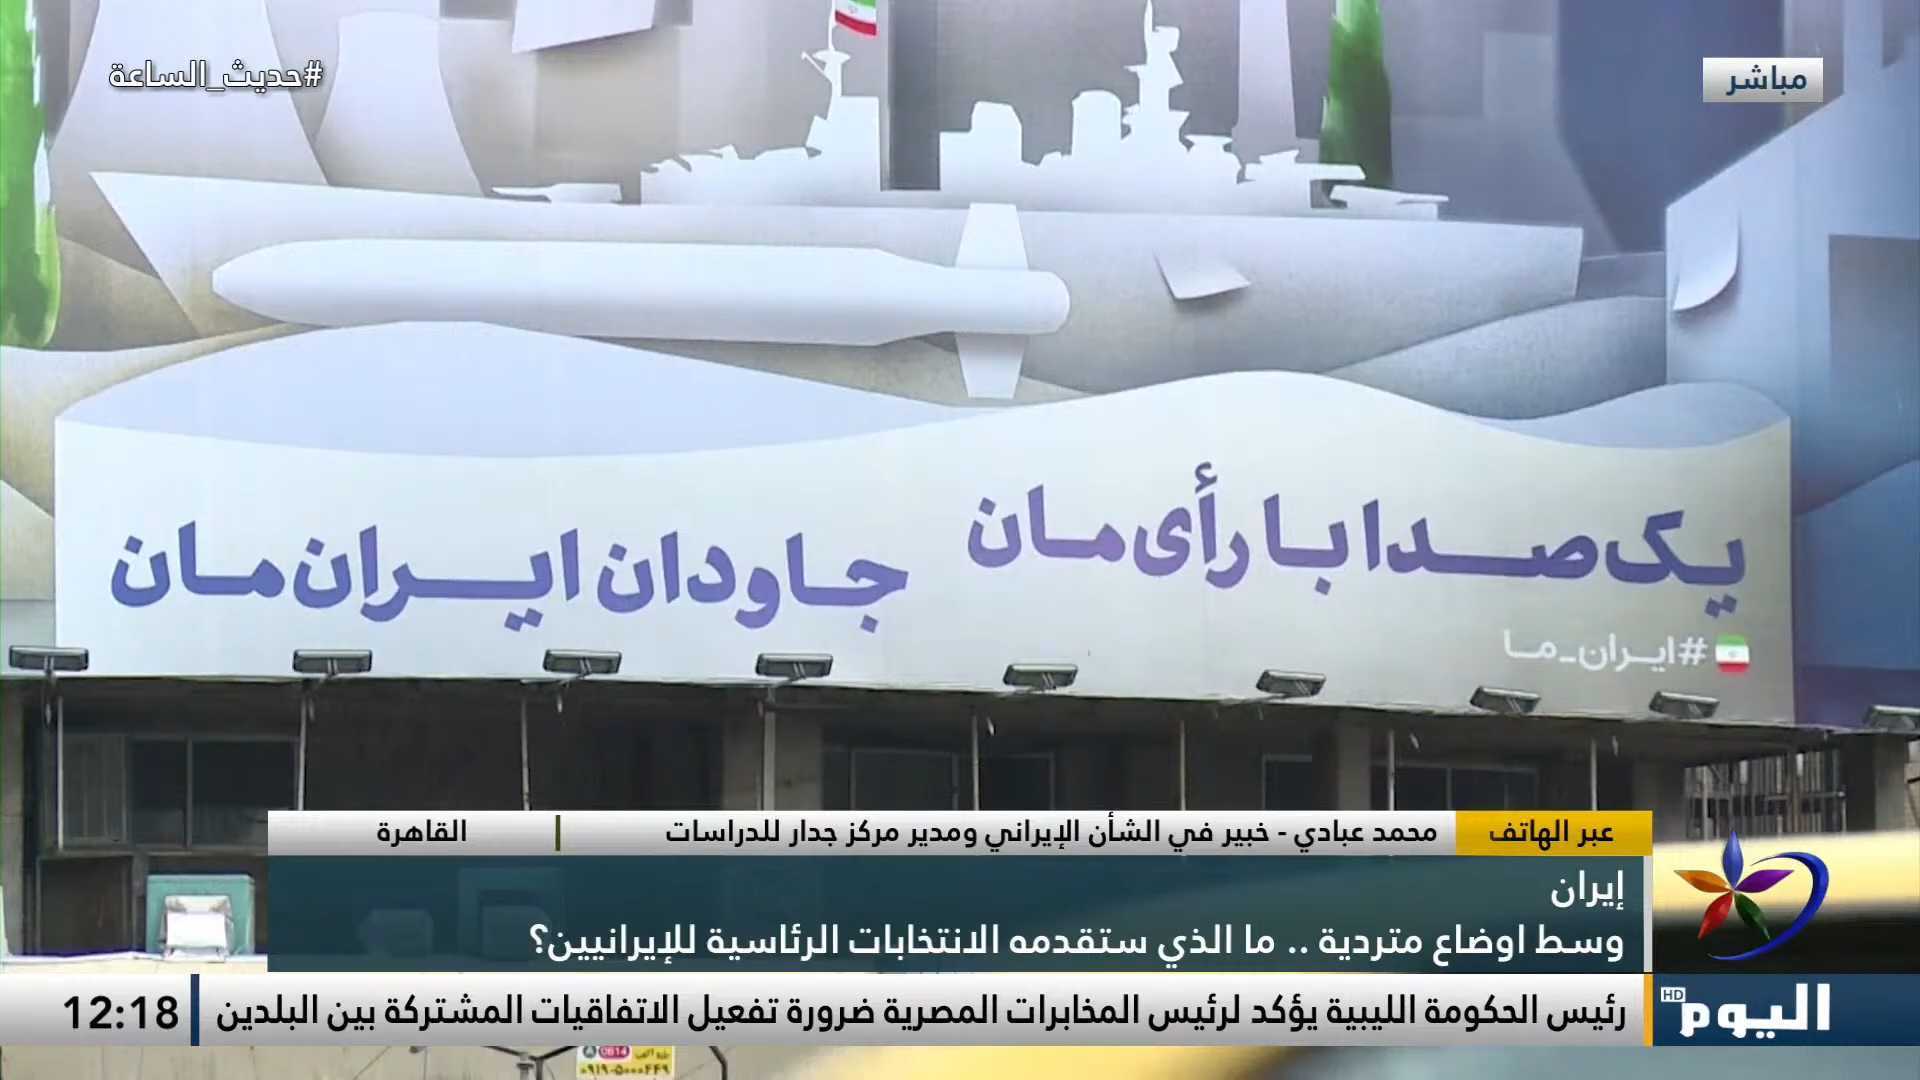 #حديث_الساعة
مباشر
یک صدا با رأی مان
جاودان ایران مان
#ایران_ما
عبر الهاتف
محمد عبادي - خبير في الشأن الإيراني ومدير مركز جدار للدراسات | القاهرة
إيران
وسط اوضاع متردية .. ما الذي ستقدمه الانتخابات الرئاسية للإيرانيين؟
رئيس الحكومة الليبية يؤكد لرئيس المخابرات المصرية ضرورة تفعيل الاتفاقيات المشتركة بين البلدين
12:18
اليوم HD
۰۹۱۹-۵۰۰۰۴۴۹